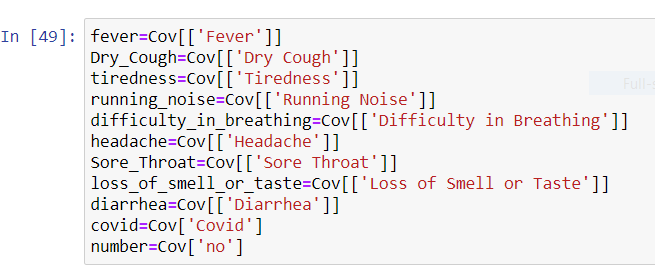 In [49]: fever=Cov[['Fever']]
Dry_Cough=Cov[['Dry Cough']]
tiredness=Cov[['Tiredness']]
running_noise=Cov[['Running Noise']]
difficulty_in_breathing=Cov[['Difficulty in Breathing']]
headache=Cov[['Headache']]
Sore_Throat=Cov[['Sore Throat']]
loss_of_smell_or_taste=Cov[['Loss of Smell or Taste']]
diarrhea=Cov[['Diarrhea']]
covid=Cov['Covid']
number=Cov['no']